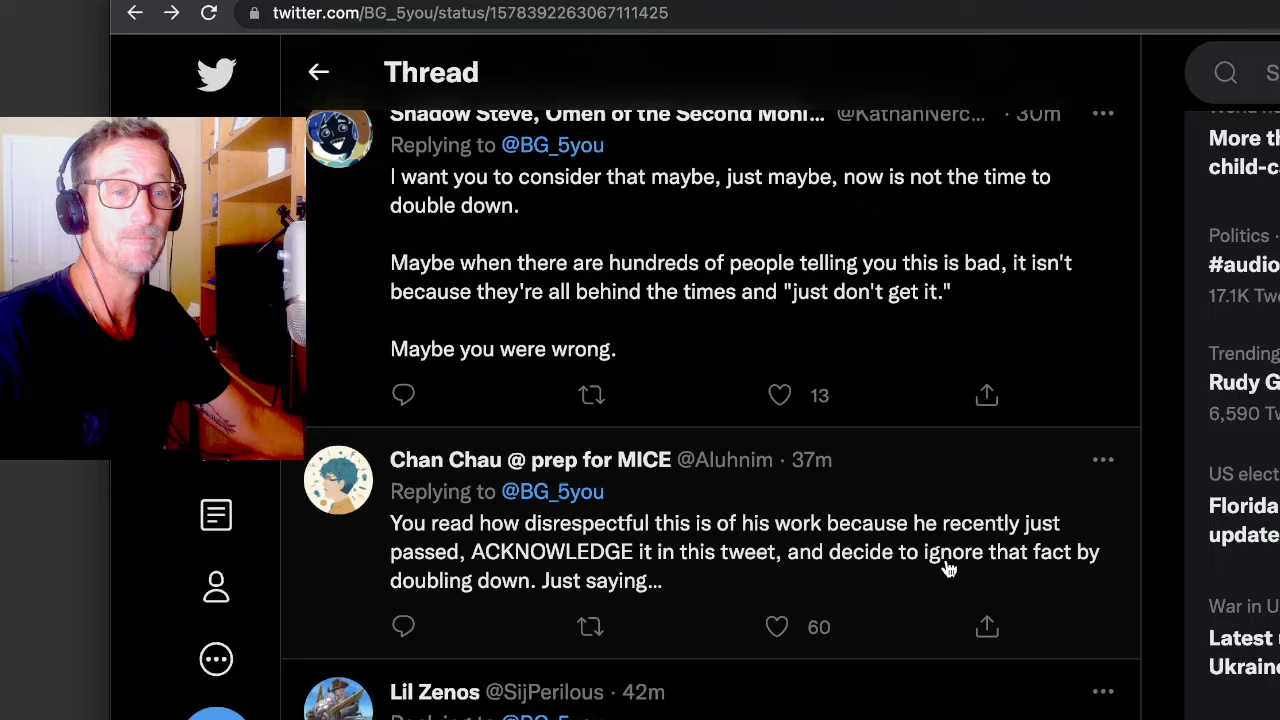 twitter.com/BG_5you/status/1578392263067111425
Thread
S
Shadow Steve, Omen of the Second Moni... @KathanNerc... · 30m
Replying to @BG_5you
I want you to consider that maybe, just maybe, now is not the time to
double down.
Maybe when there are hundreds of people telling you this is bad, it isn't
because they're all behind the times and "just don't get it."
Maybe you were wrong.
13
Chan Chau @ prep for MICE @Aluhnim · 37m
Replying to @BG_5you
You read how disrespectful this is of his work because he recently just
passed, ACKNOWLEDGE it in this tweet, and decide to ignore that fact by
doubling down. Just saying...
60
Lil Zenos @SijPerilous · 42m
Replying to @BG_5you
More th
child-c
Politics ·
#audio
17.1K Twe
Trending
Rudy G
6,590 Tw
US elect
Florida
update
War in U
Latest
Ukraine